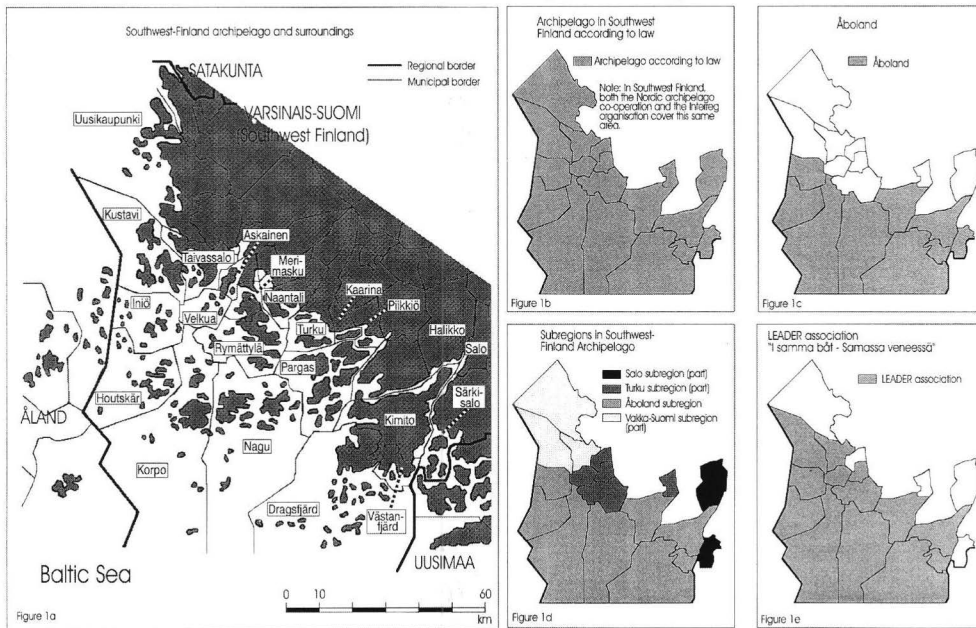 Southwest-Finland archipelago and surroundings
Regional border
Municipal border
SATAKUNTA
VARSINAIS-SUOMI
(Southwest Finland)
Uusikaupunki
Kustavi
Askainen
Taivassalo
Meri-
masku
Kaarina
Naantali
Piikkiö
Iniö
Velkua
Turku
Halikko
Rymättylä
Salo
Pargas
Houtskär
Särki-
salo
ÅLAND
Kimito
Nagu
Korpo
Dragsfjärd
Västan-
fjärd
UUSIMAA
Baltic Sea
0 10 20 30 40 60
km
Figure 1a
Archipelago in Southwest
Finland according to law
Archipelago according to law
Note: In Southwest Finland,
both the Nordic archipelago
co-operation and the Interreg
organisation cover this same
area.
Figure 1b
Åboland
Åboland
Figure 1c
Subregions in Southwest-
Finland Archipelago
Salo subregion (part)
Turku subregion (part)
Åboland subregion
Vakka-Suomi subregion
(part)
Figure 1d
LEADER association
"I samma båt - Samassa veneessä"
LEADER association
Figure 1e